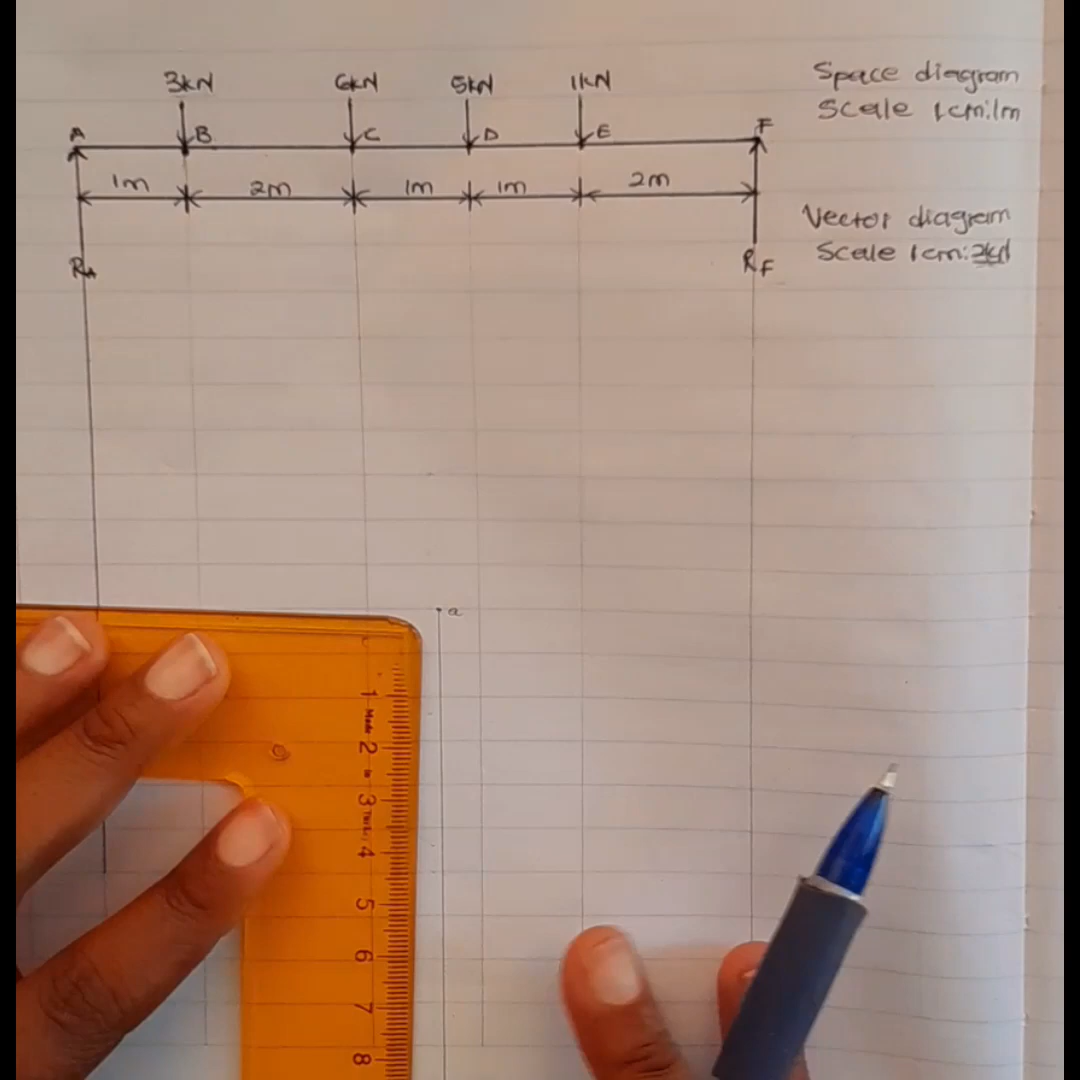 3kN 6kN 5kN 1kN
Space diagram
Scale 1cm:1m
A B C D E F
1m 2m 1m 1m 2m
Vector diagram
Scale 1cm:2kN
RA RF
a
1
2
3
4
5
6
7
8